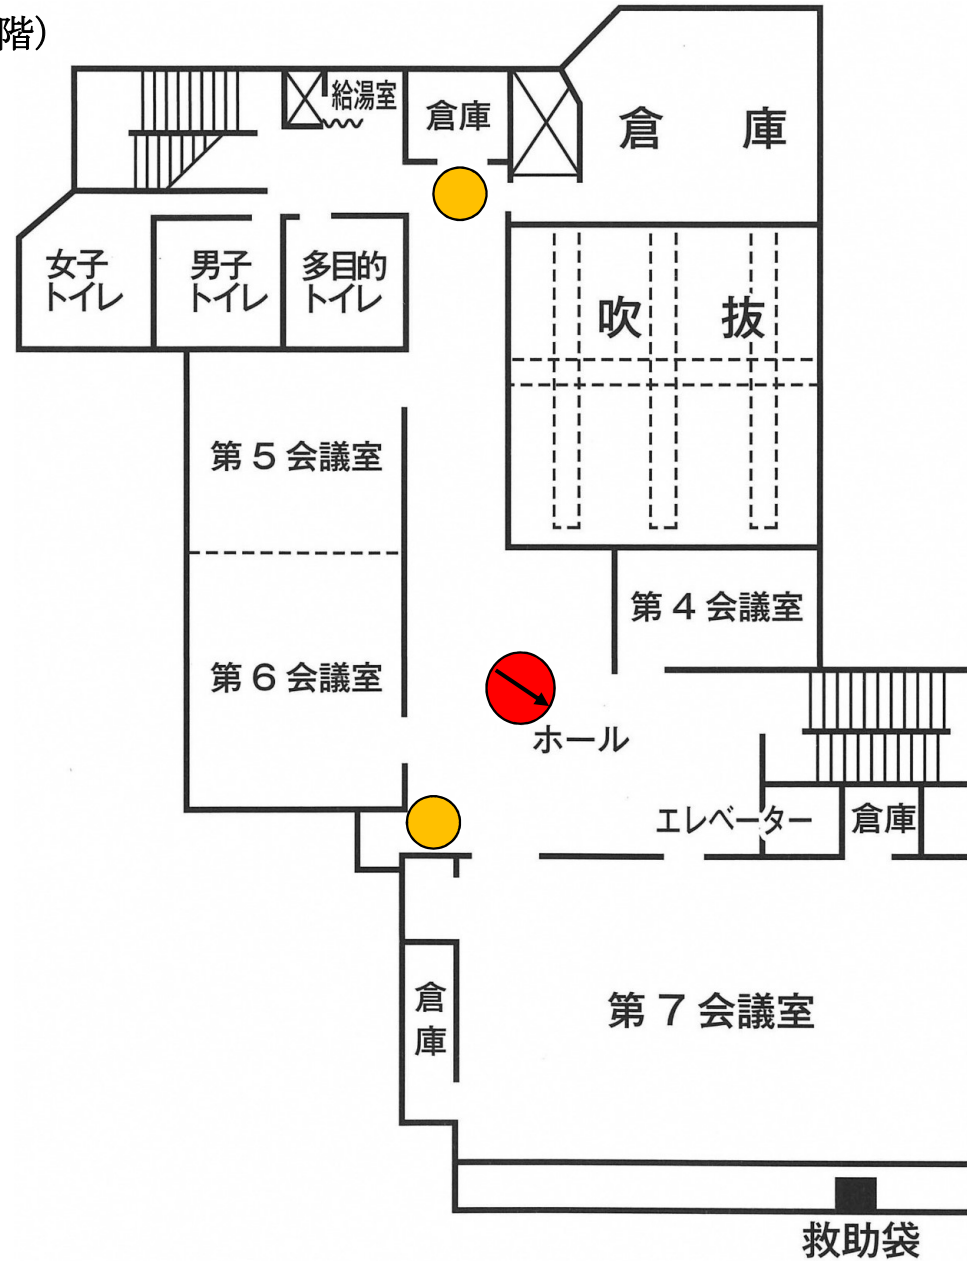 階）
給湯室
倉庫
倉　庫
女子
トイレ
男子
トイレ
多目的
トイレ
吹　抜
第５会議室
第４会議室
第６会議室
ホール
エレベーター
倉庫
倉
庫
第７会議室
救助袋